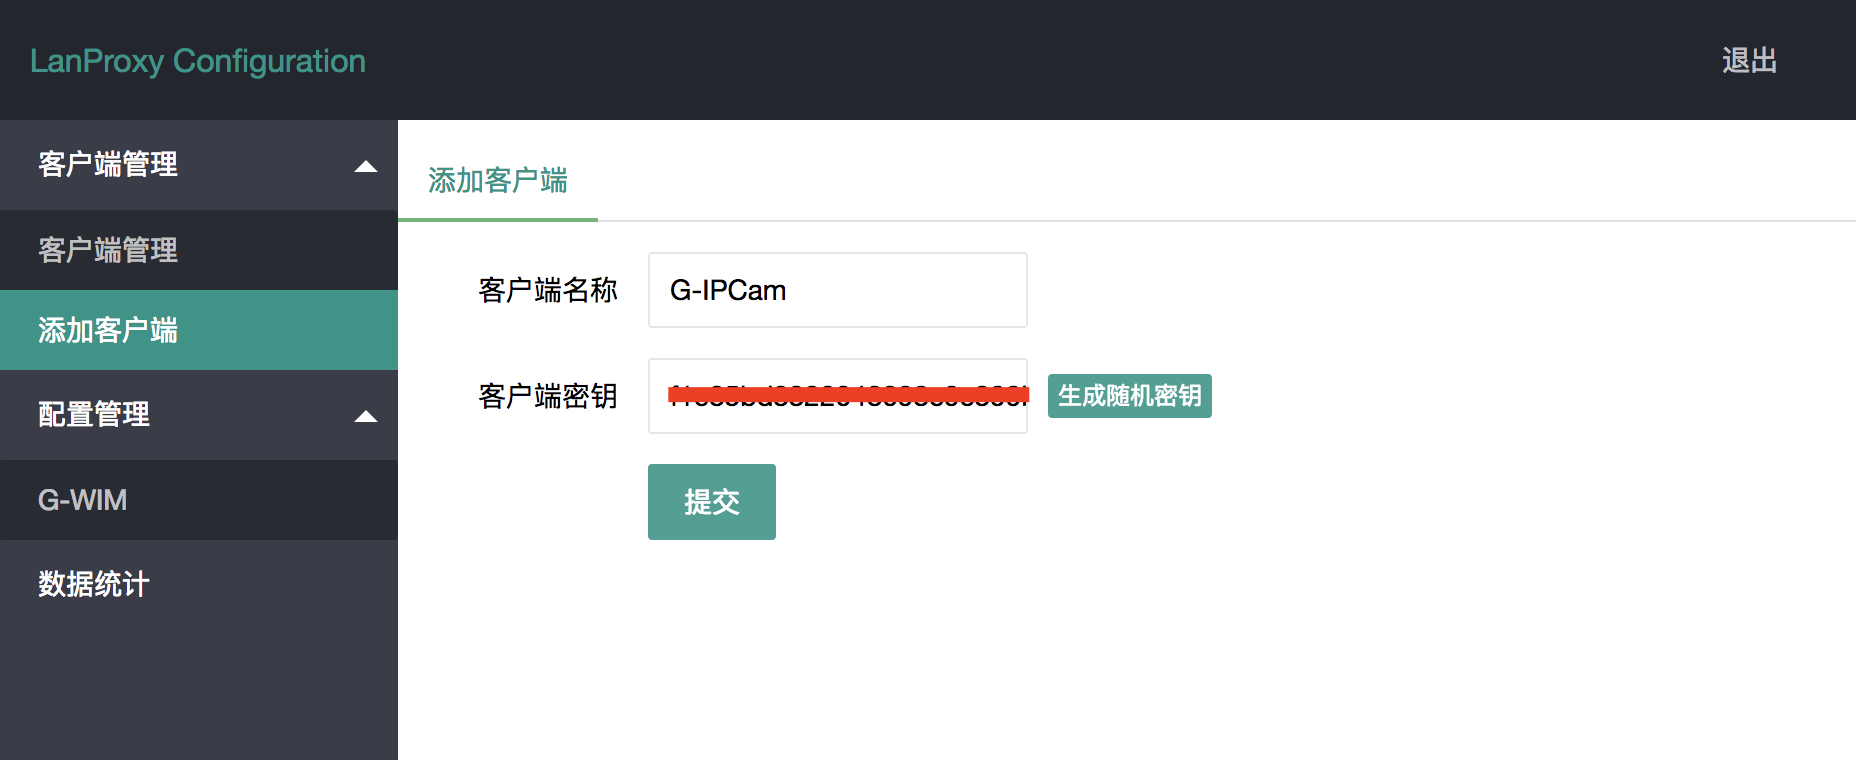 LanProxy Configuration
退出
客户端管理
客户端管理
添加客户端
配置管理
G-WIM
数据统计
添加客户端
客户端名称
G-IPCam
客户端密钥
生成随机密钥
提交